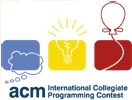 acm International Collegiate
Programming Contest